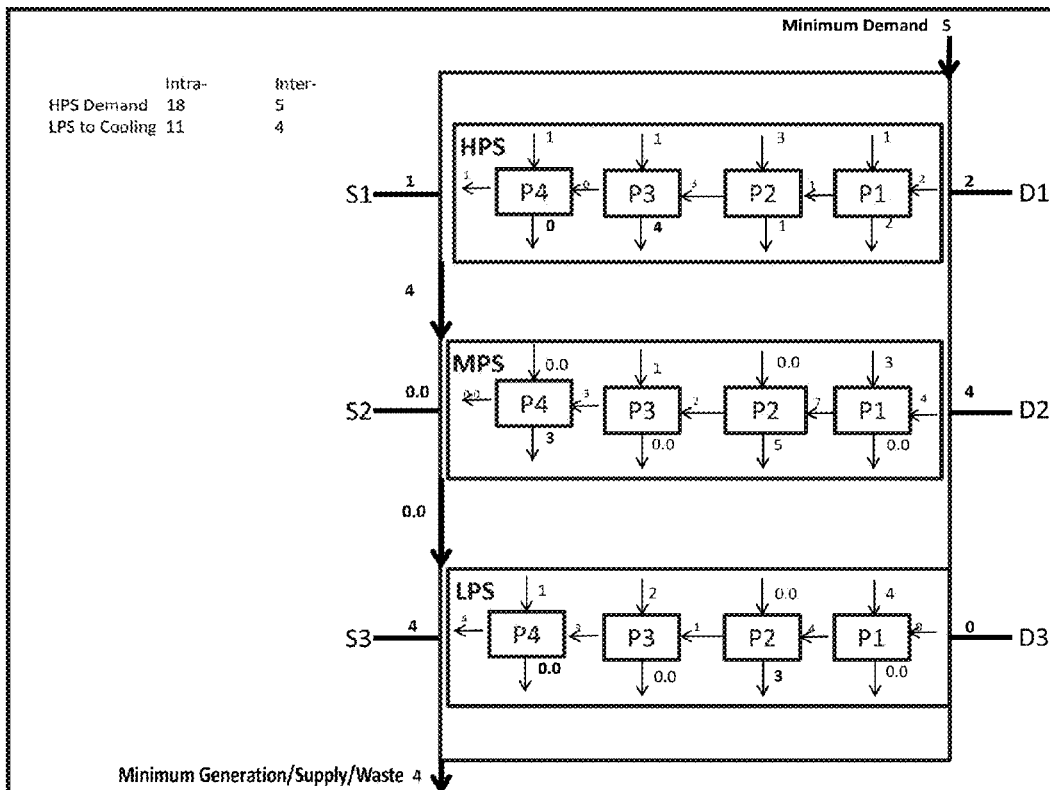 Minimum Demand 5
Intra- Inter-
HPS Demand 18 5
LPS to Cooling 11 4
HPS
1 1 3 1
S1 1 P4 P3 P2 P1 2 D1
0 4 1 2
4
MPS
0.0 1 0.0 3
S2 0.0 0.0 P4 3 P3 P2 P1 4 4 D2
3 0.0 5 0.0
0.0
LPS
1 2 0.0 4
S3 4 P4 P3 1 P2 P1 0 D3
0.0 0.0 3 0.0
Minimum Generation/Supply/Waste 4